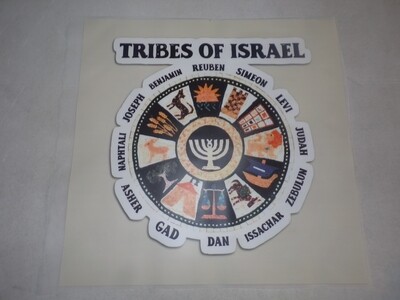 TRIBES OF ISRAEL
REUBEN
SIMEON
LEVI
JUDAH
ZEBULUN
ISSACHAR
DAN
GAD
ASHER
NAPHTALI
JOSEPH
BENJAMIN